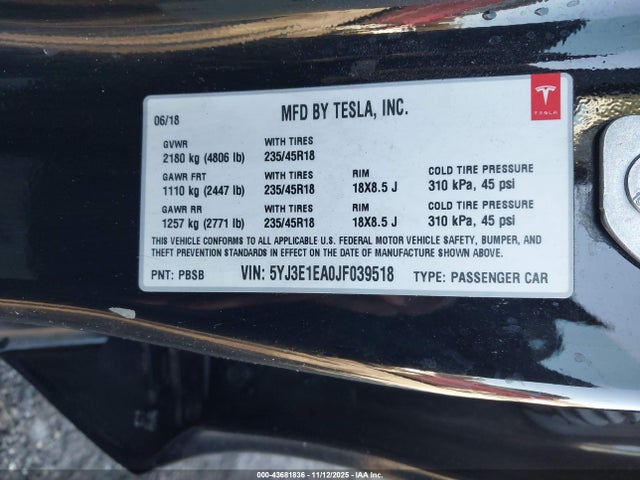 06/18 MFD BY TESLA, INC. TESLA
GVWR WITH TIRES
2180 kg (4806 lb) 235/45R18
GAWR FRT WITH TIRES RIM COLD TIRE PRESSURE
1110 kg (2447 lb) 235/45R18 18X8.5 J 310 kPa, 45 psi
GAWR RR WITH TIRES RIM COLD TIRE PRESSURE
1257 kg (2771 lb) 235/45R18 18X8.5 J 310 kPa, 45 psi
THIS VEHICLE CONFORMS TO ALL APPLICABLE U.S. FEDERAL MOTOR VEHICLE SAFETY, BUMPER, AND
THEFT PREVENTION STANDARDS IN EFFECT ON THE DATE OF MANUFACTURE SHOWN ABOVE.
PNT: PBSB VIN: 5YJ3E1EA0JF039518 TYPE: PASSENGER CAR
000-43681836 - 11/12/2025 - IAA Inc.